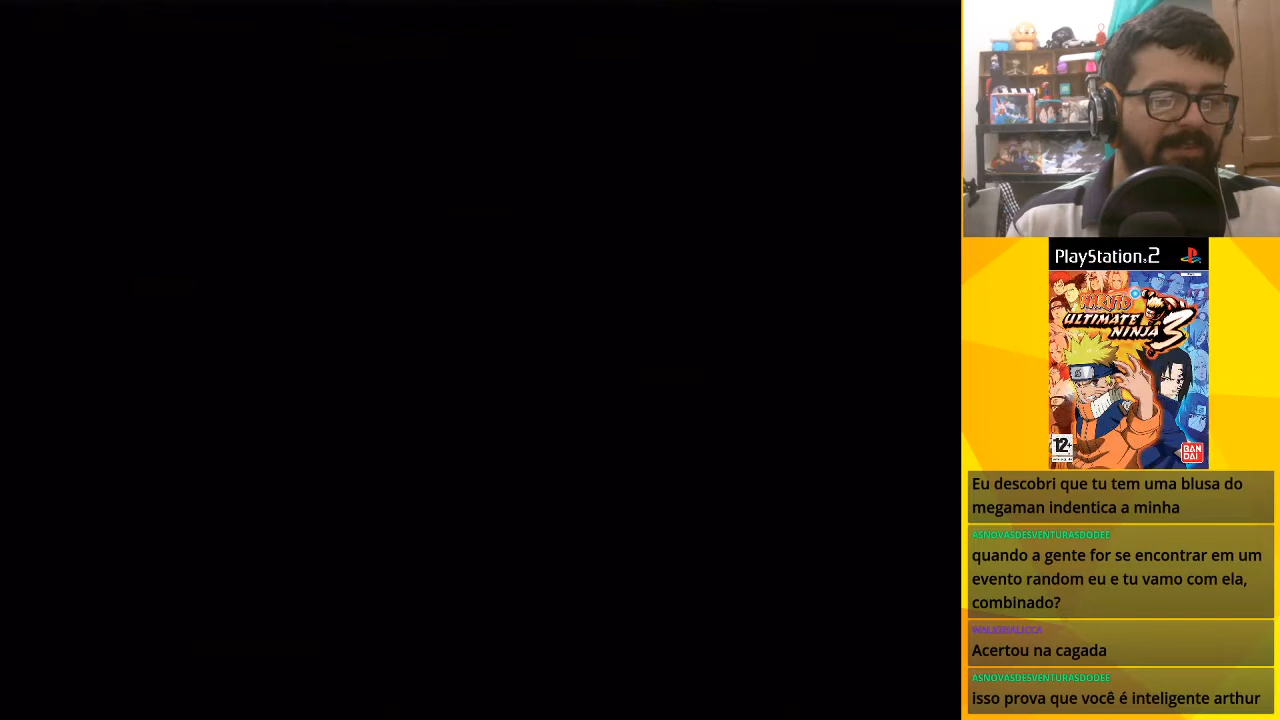 PlayStation.2
NARUTO
ULTIMATE
NINJA 3
12+
BAN
DAI
Eu descobri que tu tem uma blusa do
megaman indentica a minha
ASNOVASDESVENTURASDODEE
quando a gente for se encontrar em um
evento random eu e tu vamo com ela,
combinado?
Acertou na cagada
ASNOVASDESVENTURASDODEE
isso prova que você é inteligente arthur